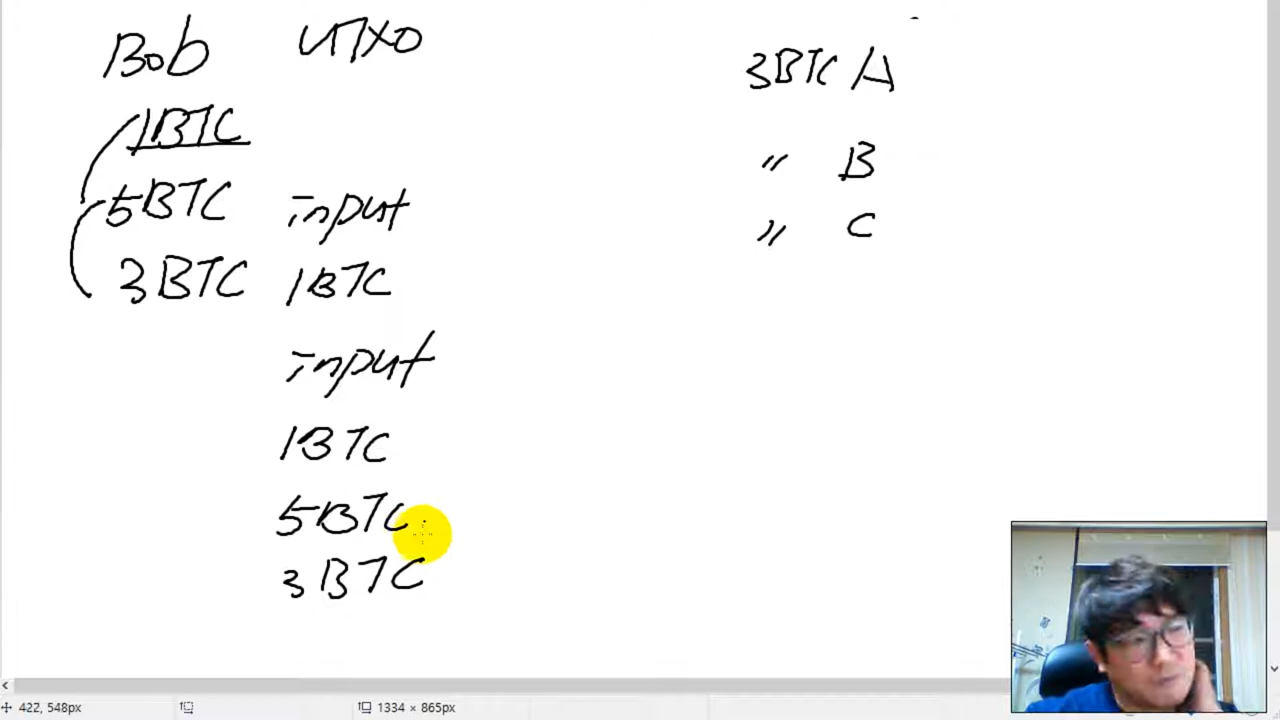 Bob UTXO
1BTC
5BTC input
3BTC 1BTC
input
1BTC
5BTC
3BTC
3BTC A
〃 B
〃 C
422, 548px
1334 × 865px